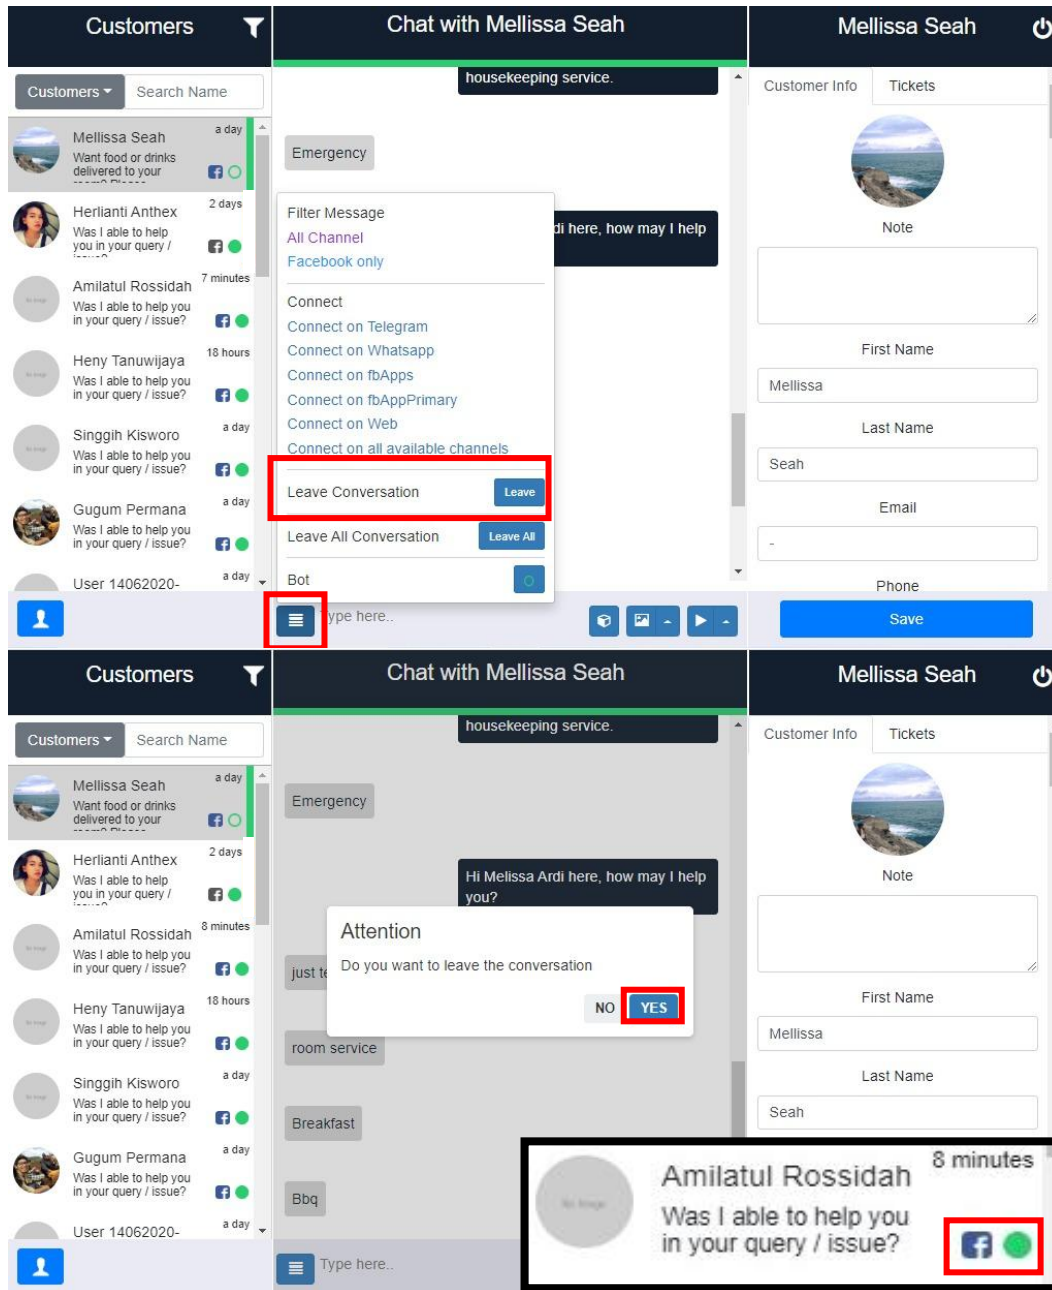 Customers
Customers
Search Name
Mellissa Seah
a day
Want food or drinks
delivered to your
Herlianti Anthex
2 days
Was I able to help
you in your query /
Amilatul Rossidah
7 minutes
Was I able to help you
in your query / issue?
Heny Tanuwijaya
18 hours
Was I able to help you
in your query / issue?
Singgih Kisworo
a day
Was I able to help you
in your query / issue?
Gugum Permana
a day
Was I able to help you
in your query / issue?
User 14062020-
a day
Chat with Mellissa Seah
housekeeping service.
Emergency
di here, how may I help
Filter Message
All Channel
Facebook only
Connect
Connect on Telegram
Connect on Whatsapp
Connect on fbApps
Connect on fbAppPrimary
Connect on Web
Connect on all available channels
Leave Conversation
Leave
Leave All Conversation
Leave All
Bot
Type here..
Mellissa Seah
Customer Info
Tickets
Note
First Name
Mellissa
Last Name
Seah
Email
-
Phone
Save
Customers
Customers
Search Name
Mellissa Seah
a day
Want food or drinks
delivered to your
Herlianti Anthex
2 days
Was I able to help
you in your query /
Amilatul Rossidah
8 minutes
Was I able to help you
in your query / issue?
Heny Tanuwijaya
18 hours
Was I able to help you
in your query / issue?
Singgih Kisworo
a day
Was I able to help you
in your query / issue?
Gugum Permana
a day
Was I able to help you
in your query / issue?
User 14062020-
a day
Chat with Mellissa Seah
housekeeping service.
Emergency
Hi Melissa Ardi here, how may I help
you?
Attention
Do you want to leave the conversation
NO
YES
just te
room service
Breakfast
Bbq
Type here..
Mellissa Seah
Customer Info
Tickets
Note
First Name
Mellissa
Last Name
Seah
Amilatul Rossidah
8 minutes
Was I able to help you
in your query / issue?
No Image